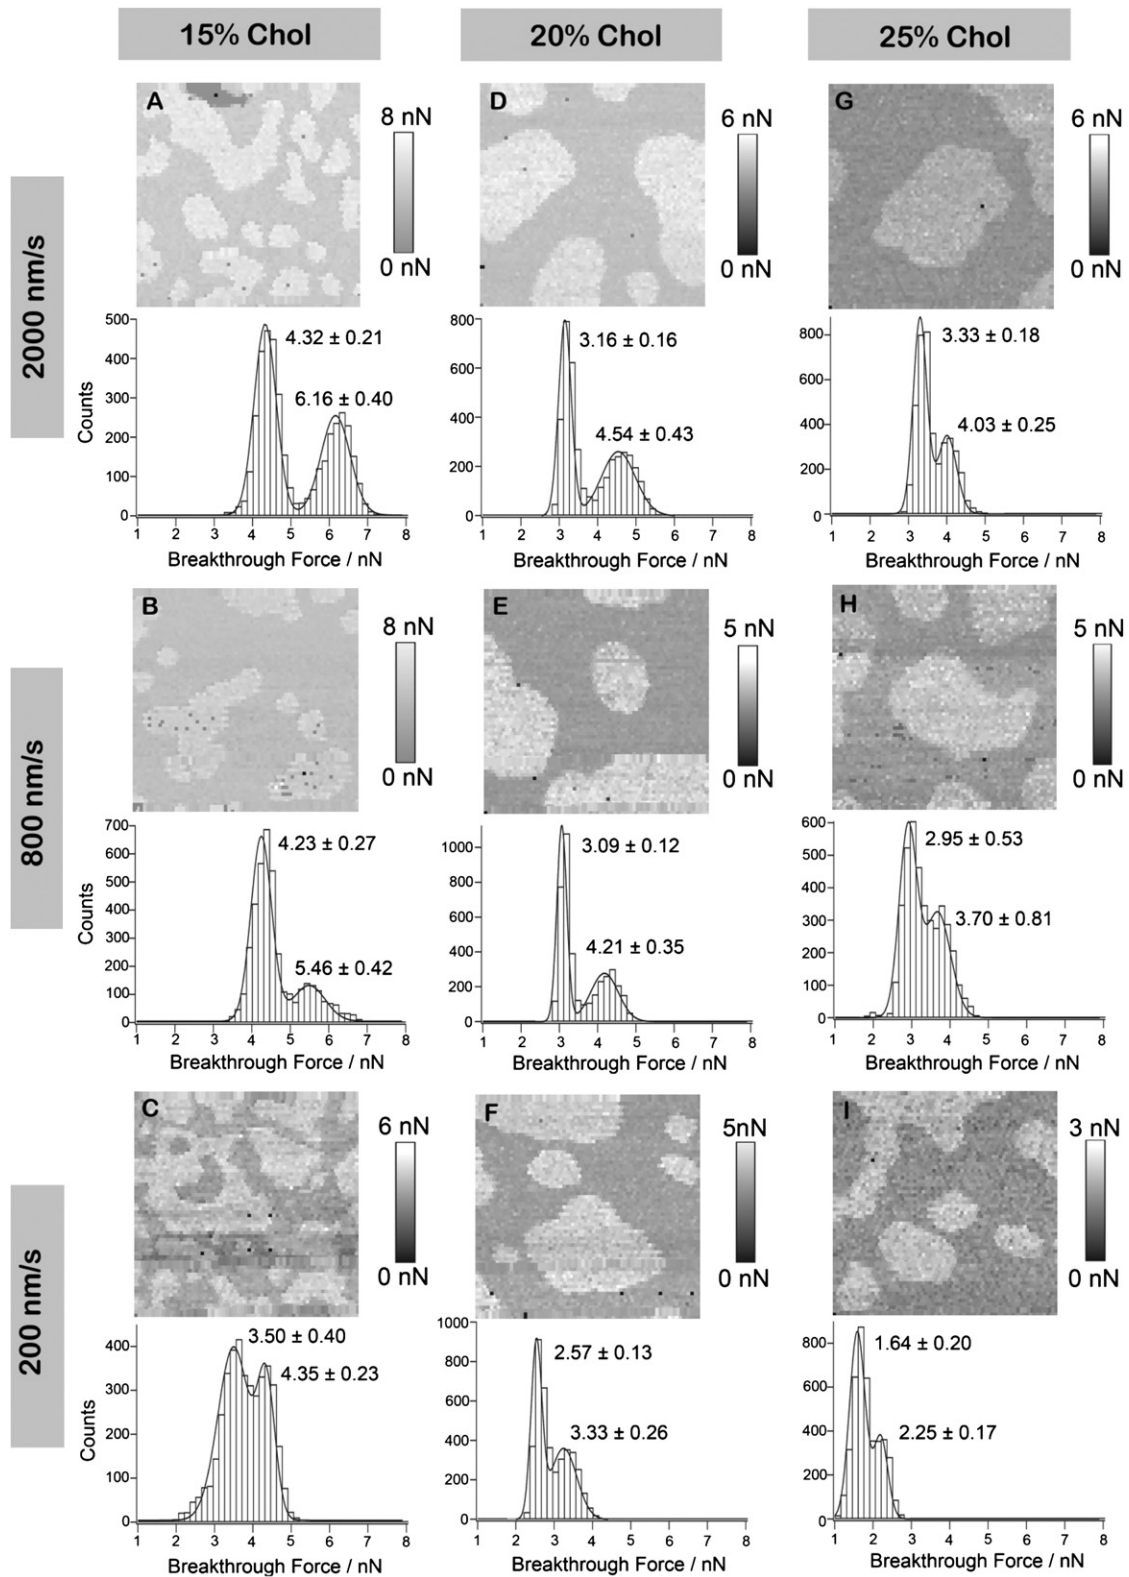 15% Chol
20% Chol
25% Chol
2000 nm/s
A
8 nN
0 nN
500
400
300
200
100
0
Counts
4.32 ± 0.21
6.16 ± 0.40
1 2 3 4 5 6 7 8
Breakthrough Force / nN
D
6 nN
0 nN
800
600
400
200
0
3.16 ± 0.16
4.54 ± 0.43
1 2 3 4 5 6 7 8
Breakthrough Force / nN
G
6 nN
0 nN
800
600
400
200
0
3.33 ± 0.18
4.03 ± 0.25
1 2 3 4 5 6 7 8
Breakthrough Force / nN
800 nm/s
B
8 nN
0 nN
700
600
500
400
300
200
100
0
Counts
4.23 ± 0.27
5.46 ± 0.42
1 2 3 4 5 6 7 8
Breakthrough Force / nN
E
5 nN
0 nN
1000
800
600
400
200
0
3.09 ± 0.12
4.21 ± 0.35
1 2 3 4 5 6 7 8
Breakthrough Force / nN
H
5 nN
0 nN
600
500
400
300
200
100
0
2.95 ± 0.53
3.70 ± 0.81
1 2 3 4 5 6 7 8
Breakthrough Force / nN
200 nm/s
C
6 nN
0 nN
400
300
200
100
0
Counts
3.50 ± 0.40
4.35 ± 0.23
1 2 3 4 5 6 7 8
Breakthrough Force / nN
F
5nN
0 nN
1000
800
600
400
200
0
2.57 ± 0.13
3.33 ± 0.26
1 2 3 4 5 6 7 8
Breakthrough Force / nN
I
3 nN
0 nN
800
600
400
200
0
1.64 ± 0.20
2.25 ± 0.17
1 2 3 4 5 6 7 8
Breakthrough Force / nN